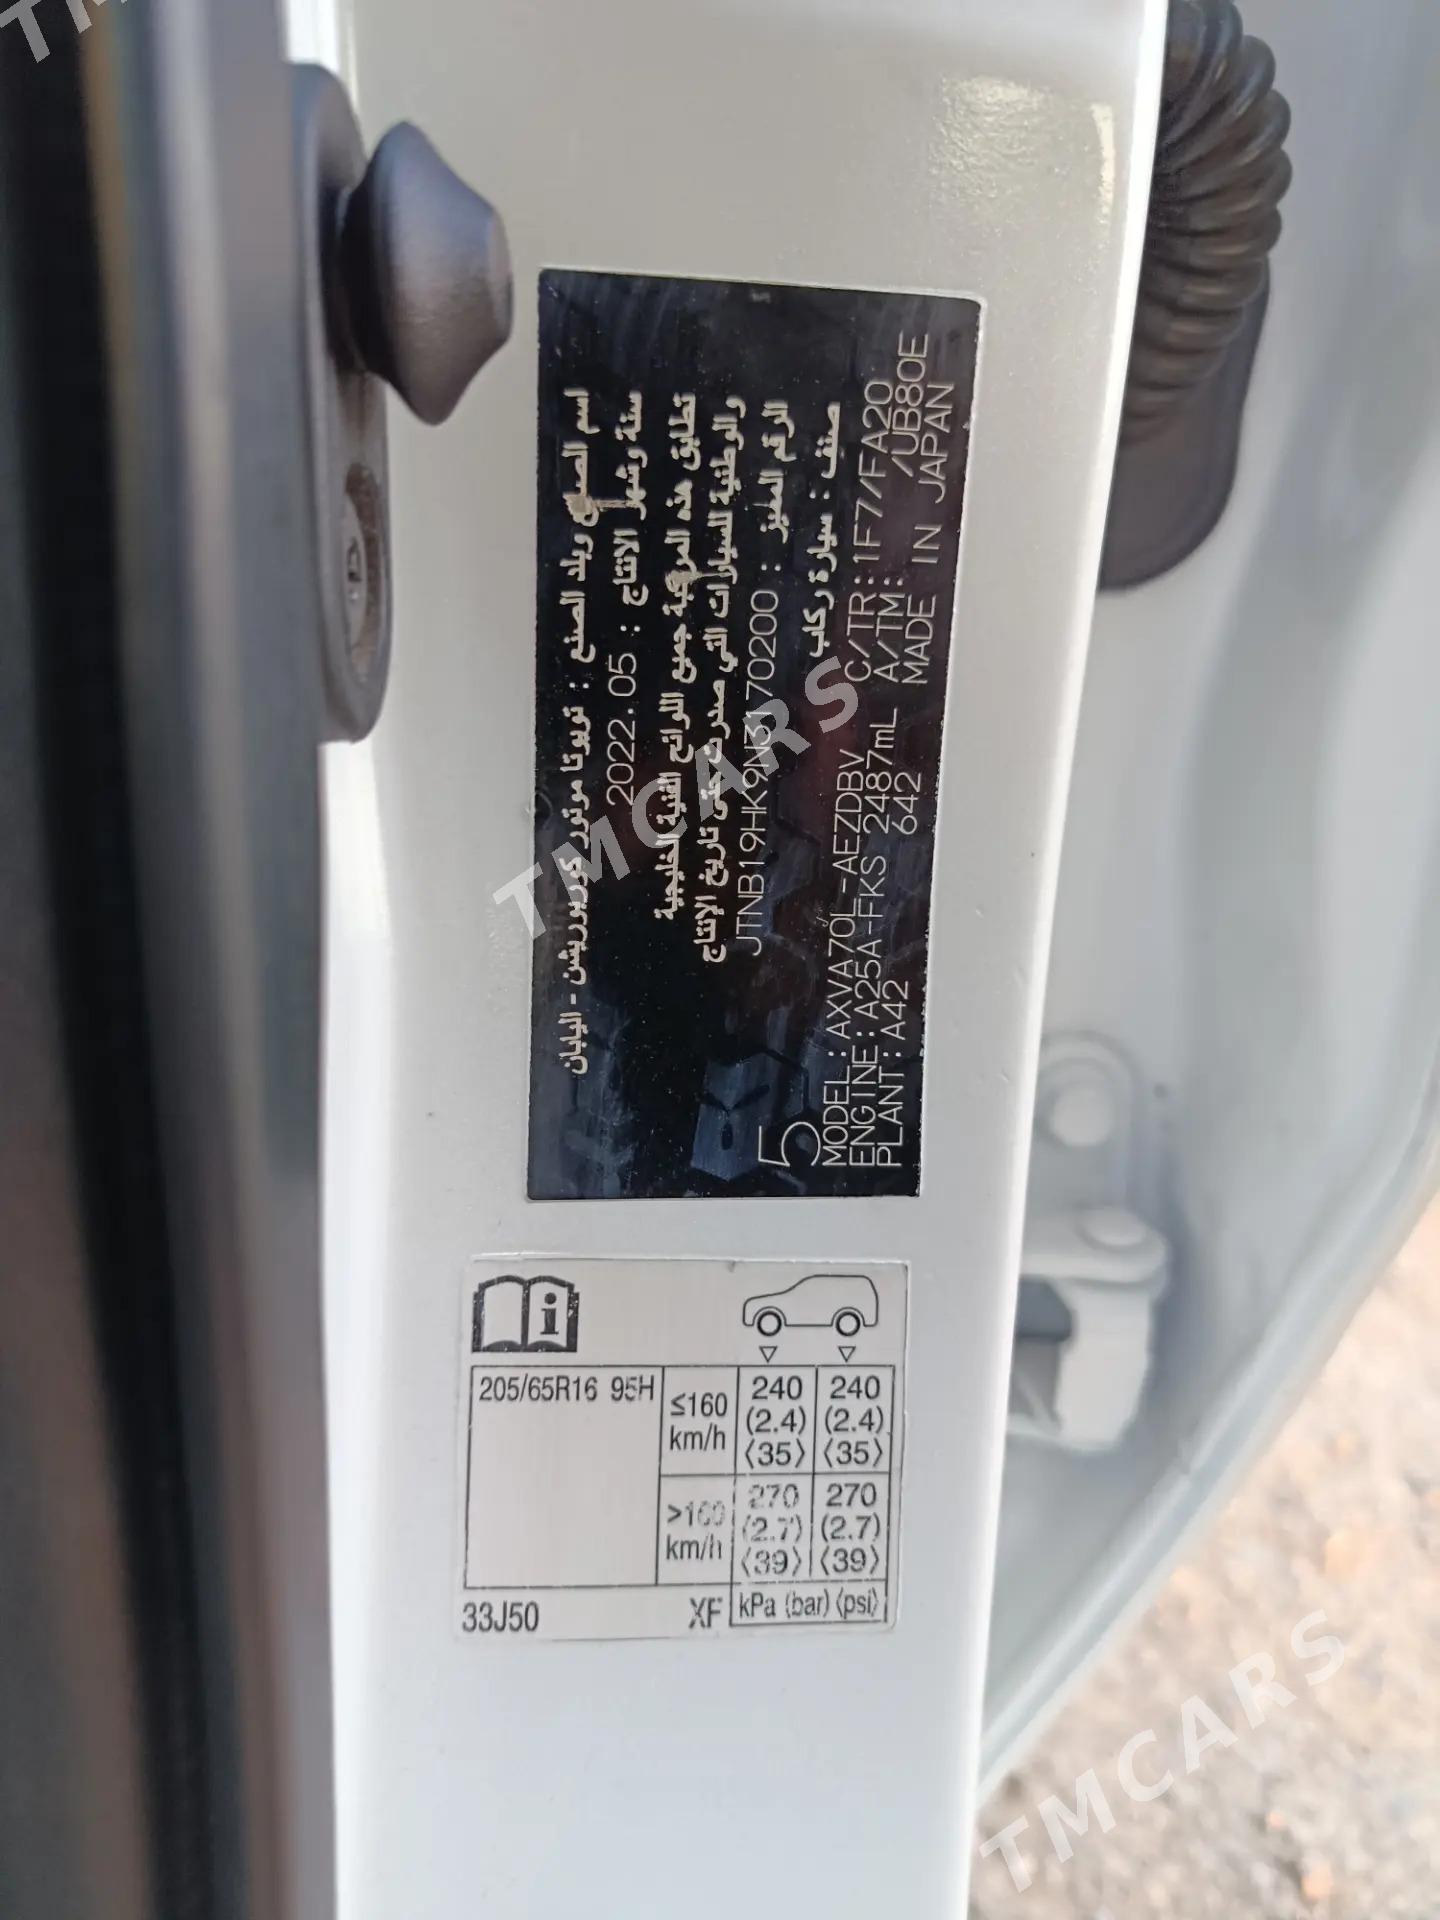 اسم الصانع وبلد الصنع : تويوتا موتور كوربوريشن - اليابان
سنة وشهر الانتاج : 2022.05
تطابق هذه المركبة جميع اللوائح الفنية الخليجية
والوطنية للسيارات التي صدرت حتى تاريخ الإنتاج
الرقم المميز : JTNB19HK9N3170200
صنف : سيارة ركاب
5
MODEL:AXVA70L-AEZDBV C/TR:1F7/FA20
ENGINE:A25A-FKS 2487mL A/TM: /UB80E
PLANT:A42 642 MADE IN JAPAN
i
205/65R16 95H ≤160 km/h 240 (2.4) ⟨35⟩ 240 (2.4) ⟨35⟩
>160 km/h 270 (2.7) ⟨39⟩ 270 (2.7) ⟨39⟩
33J50 XF kPa (bar) ⟨psi⟩
TMCARS
TMCARS